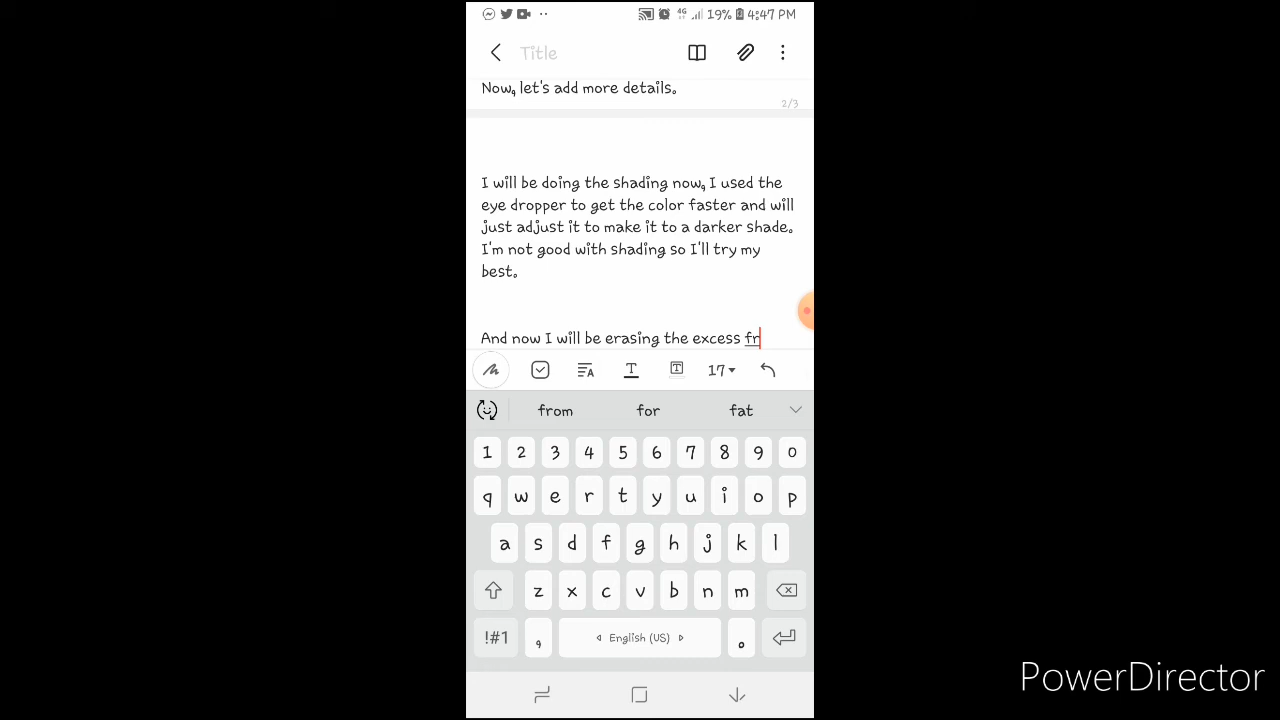 4G 19% 4:47 PM
Title
Now, let's add more details.
2/3
I will be doing the shading now, I used the
eye dropper to get the color faster and will
just adjust it to make it to a darker shade.
I'm not good with shading so I'll try my
best.
And now I will be erasing the excess fr
17
from for fat
1 2 3 4 5 6 7 8 9 0
q w e r t y u i o p
a s d f g h j k l
z x c v b n m
!#1 , English (US) .
PowerDirector